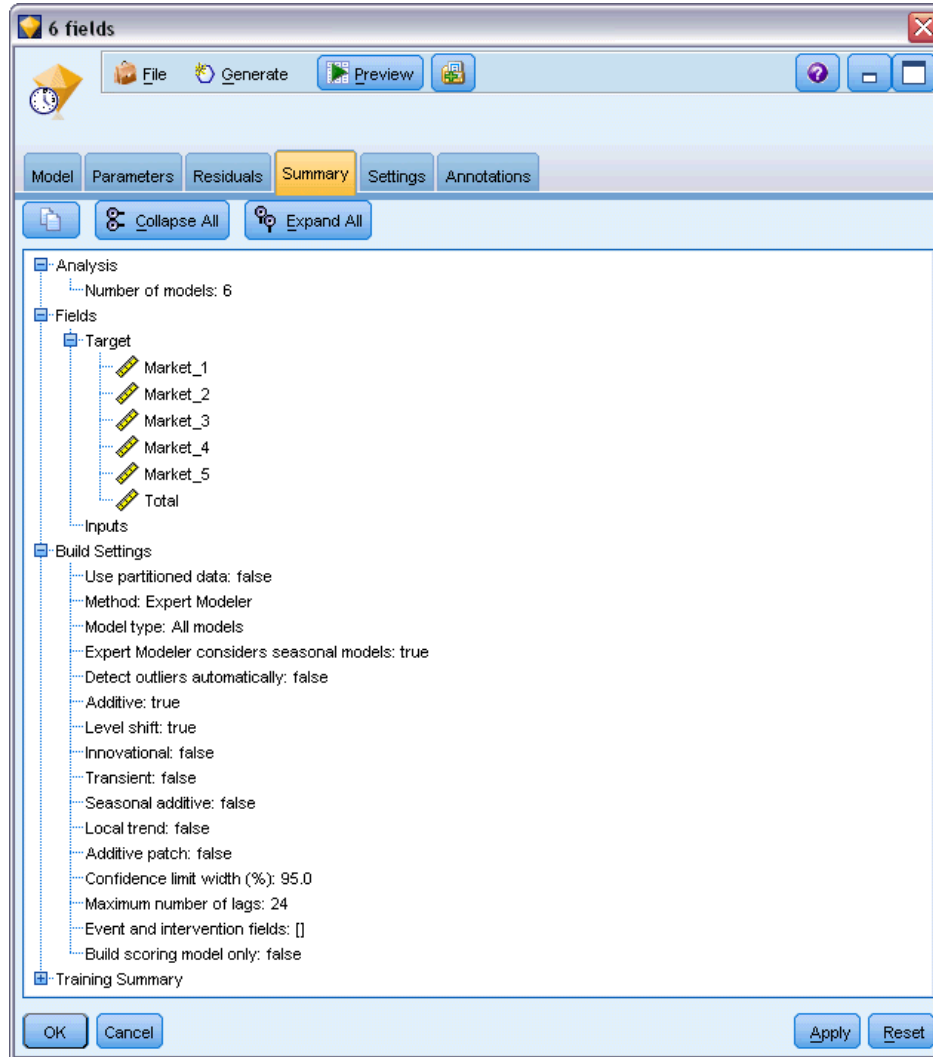 6 fields
File Generate Preview
Model Parameters Residuals Summary Settings Annotations
Collapse All Expand All
Analysis
Number of models: 6
Fields
Target
Market_1
Market_2
Market_3
Market_4
Market_5
Total
Inputs
Build Settings
Use partitioned data: false
Method: Expert Modeler
Model type: All models
Expert Modeler considers seasonal models: true
Detect outliers automatically: false
Additive: true
Level shift: true
Innovational: false
Transient: false
Seasonal additive: false
Local trend: false
Additive patch: false
Confidence limit width (%): 95.0
Maximum number of lags: 24
Event and intervention fields: []
Build scoring model only: false
Training Summary
OK Cancel Apply Reset